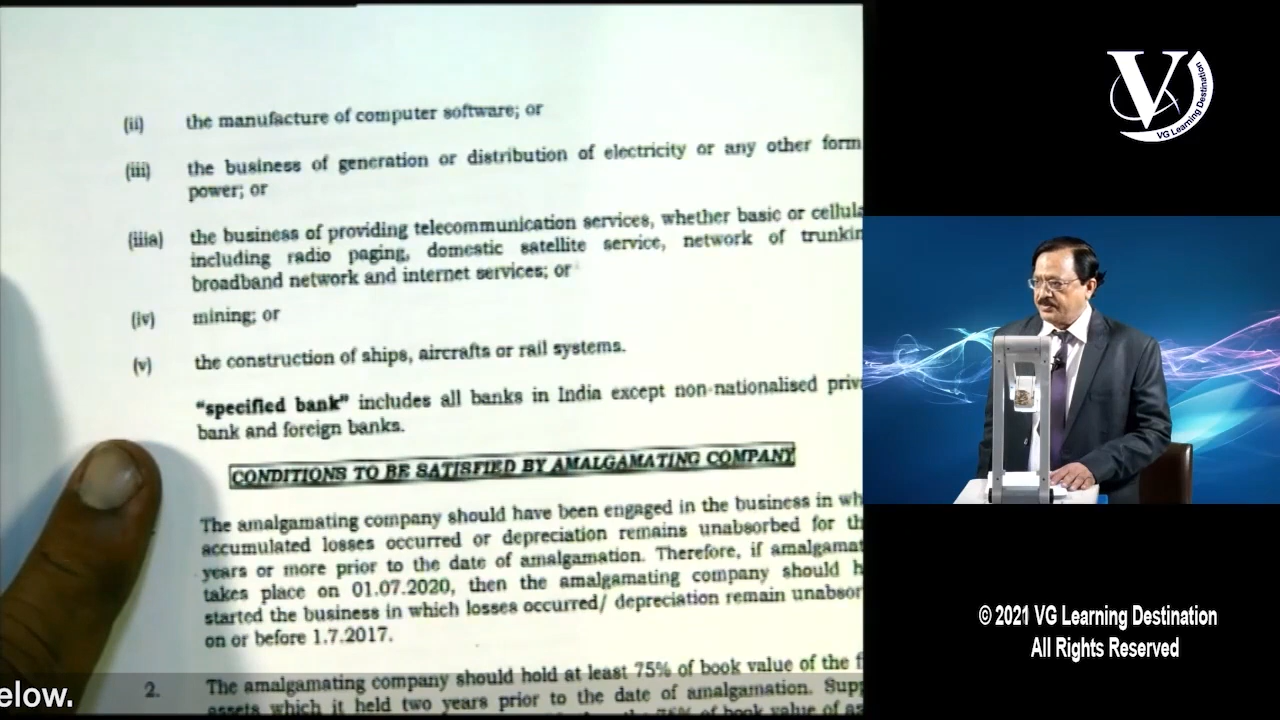 (ii) the manufacture of computer software; or
(iii) the business of generation or distribution of electricity or any other form
power; or
(iiia) the business of providing telecommunication services, whether basic or
including radio paging, domestic satellite service, network of
broadband network and internet services; or
(iv) mining; or
(v) the construction of ships, aircrafts or rail systems.
"specified bank" includes all banks in India except non-nationalised
bank and foreign banks.
CONDITIONS TO BE SATISFIED BY AMALGAMATING COMPANY
The amalgamating company should have been engaged in the business in
accumulated losses occurred or depreciation remains unabsorbed for
years or more prior to the date of amalgamation. Therefore, if
takes place on 01.07.2020, then the amalgamating company should
started the business in which losses occurred/ depreciation remain
on or before 1.7.2017.
2. The amalgamating company should hold at least 75% of book value of the
assets which it held two years prior to the date of amalgamation.
of book value of
elow.
V
VG Learning Destination
© 2021 VG Learning Destination
All Rights Reserved